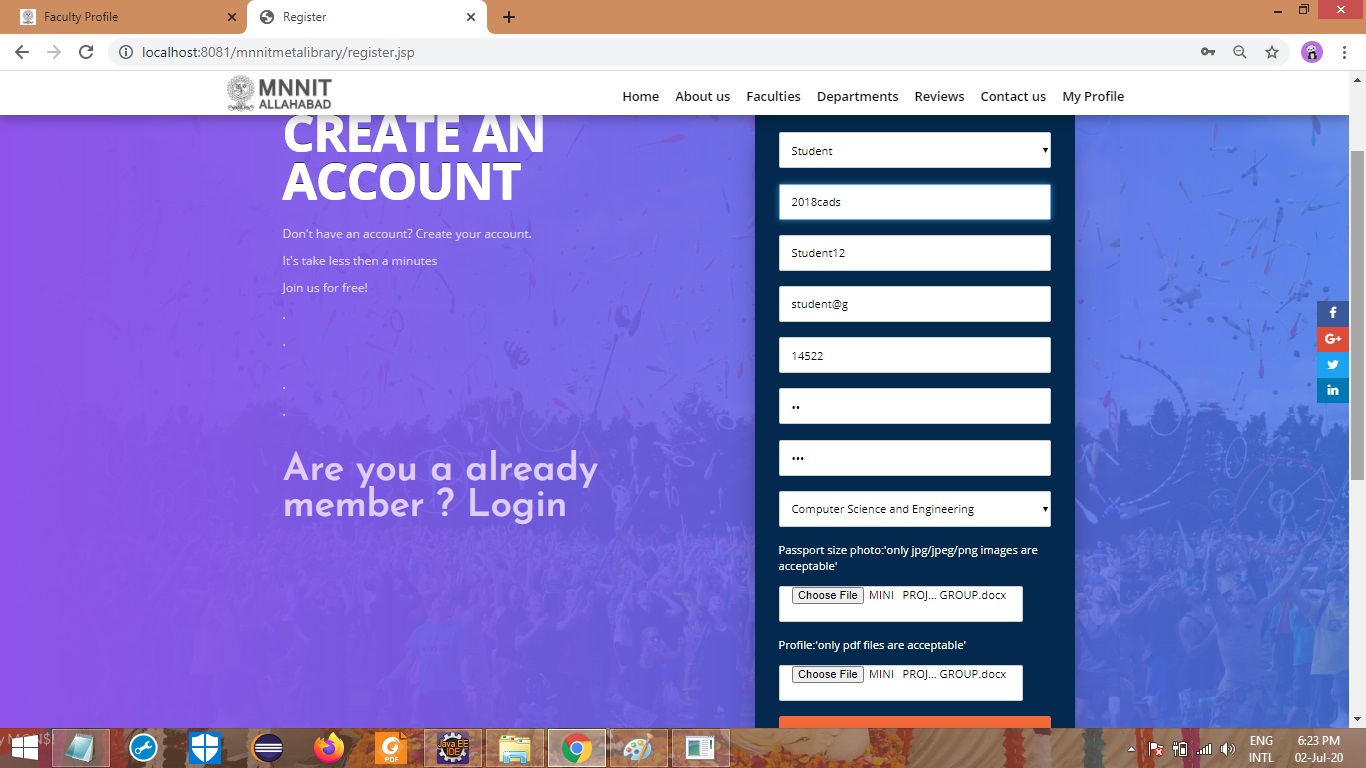 Faculty Profile
Register
localhost:8081/mnnitmetalibrary/register.jsp
MNNIT
ALLAHABAD
Home About us Faculties Departments Reviews Contact us My Profile
CREATE AN
ACCOUNT
Don't have an account? Create your account.
It's take less then a minutes
Join us for free!
.
.
.
.
Are you a already
member ? Login
Student
2018cads
Student12
student@g
14522
••
•••
Computer Science and Engineering
Passport size photo:'only jpg/jpeg/png images are
acceptable'
Choose File MINI PROJ... GROUP.docx
Profile:'only pdf files are acceptable'
Choose File MINI PROJ... GROUP.docx
f
G+
in
PDF
Java EE
IDE
ENG
INTL
6:23 PM
02-Jul-20